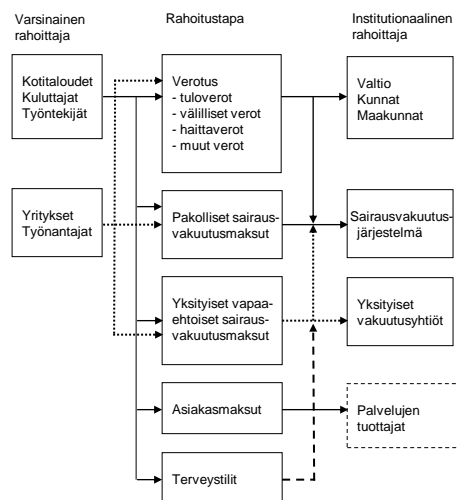 Varsinainen
rahoittaja
Rahoitustapa
Institutionaalinen
rahoittaja
Kotitaloudet
Kuluttajat
Työntekijät
Verotus
- tuloverot
- välilliset verot
- haittaverot
- muut verot
Valtio
Kunnat
Maakunnat
Yritykset
Työnantajat
Pakolliset sairaus-
vakuutusmaksut
Sairausvakuutus-
järjestelmä
Yksityiset vapaa-
ehtoiset sairaus-
vakuutusmaksut
Yksityiset
vakuutusyhtiöt
Asiakasmaksut
Palvelujen
tuottajat
Terveystilit